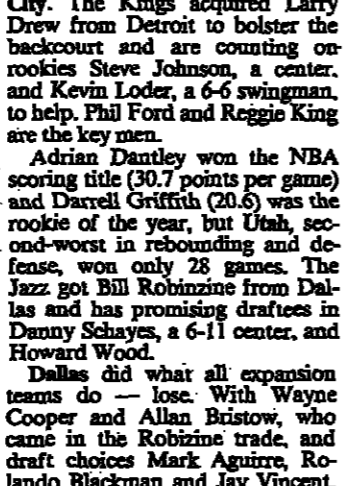 City. The Kings acquired Larry
Drew from Detroit to bolster the
backcourt and are counting on
rookies Steve Johnson, a center,
and Kevin Loder, a 6-6 swingman,
to help. Phil Ford and Reggie King
are the key men.
Adrian Dantley won the NBA
scoring title (30.7 points per game)
and Darrell Griffith (20.6) was the
rookie of the year, but Utah, sec-
ond-worst in rebounding and de-
fense, won only 28 games. The
Jazz got Bill Robinzine from Dal-
las and has promising draftees in
Danny Schayes, a 6-11 center, and
Howard Wood.
Dallas did what all expansion
teams do — lose. With Wayne
Cooper and Allan Bristow, who
came in the Robizine trade, and
draft choices Mark Aguirre, Ro-
lando Blackman and Jay Vincent,